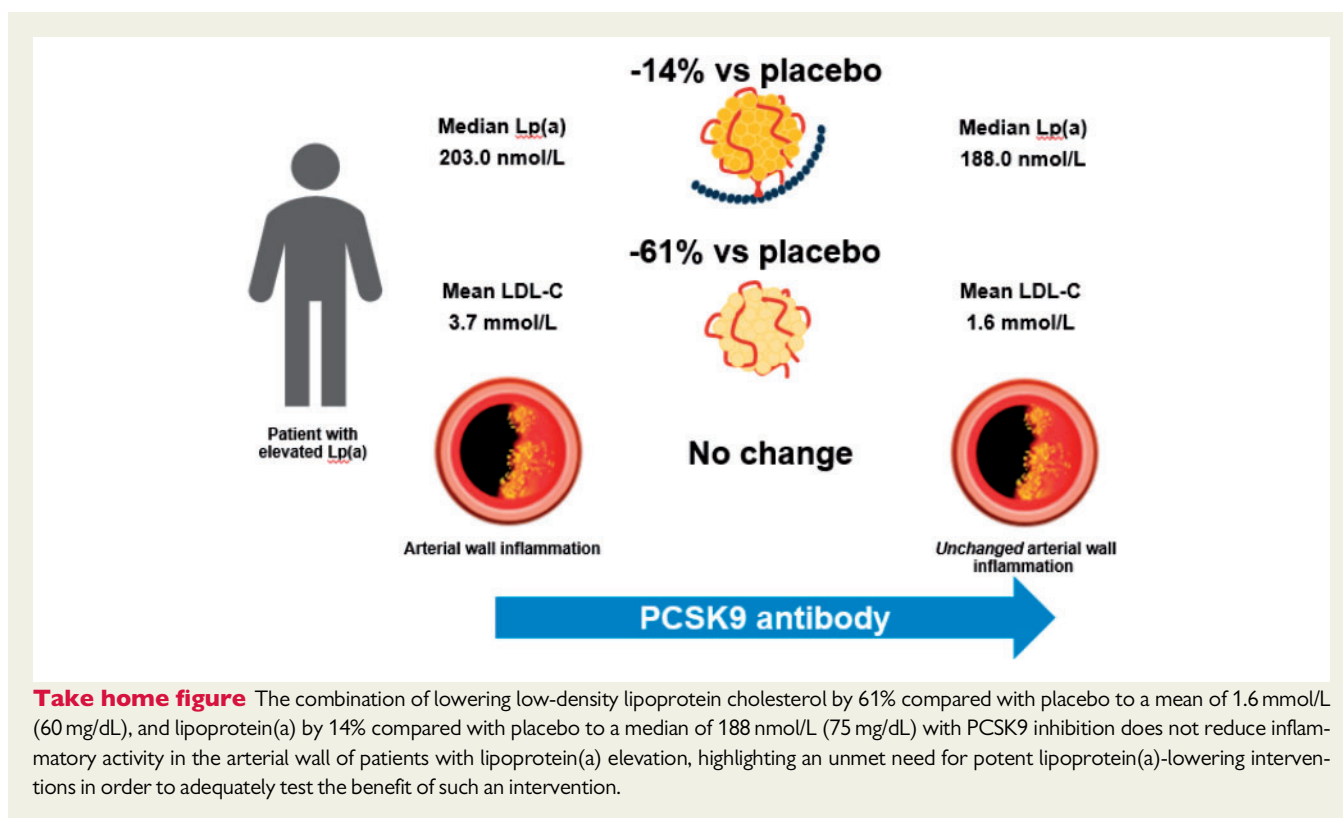 -14% vs placebo
Median Lp(a)
203.0 nmol/L
Median Lp(a)
188.0 nmol/L
-61% vs placebo
Mean LDL-C
3.7 mmol/L
Mean LDL-C
1.6 mmol/L
Patient with
elevated Lp(a)
No change
Arterial wall inflammation
Unchanged arterial wall
inflammation
PCSK9 antibody
Take home figure The combination of lowering low-density lipoprotein cholesterol by 61% compared with placebo to a mean of 1.6 mmol/L
(60 mg/dL), and lipoprotein(a) by 14% compared with placebo to a median of 188 nmol/L (75 mg/dL) with PCSK9 inhibition does not reduce inflam-
matory activity in the arterial wall of patients with lipoprotein(a) elevation, highlighting an unmet need for potent lipoprotein(a)-lowering interven-
tions in order to adequately test the benefit of such an intervention.